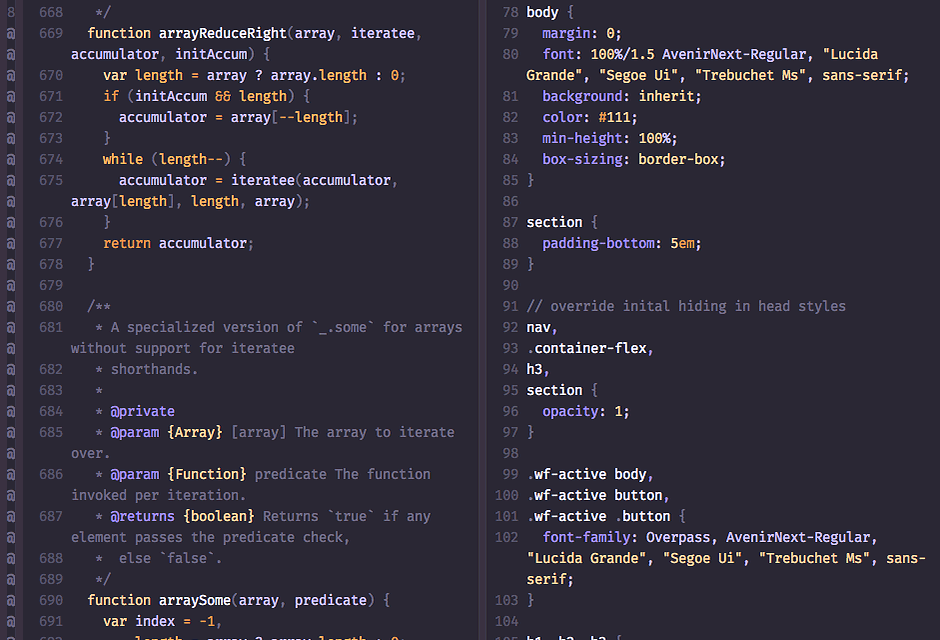 8
668 */
669 function arrayReduceRight(array, iteratee,
accumulator, initAccum) {
670 var length = array ? array.length : 0;
671 if (initAccum && length) {
672 accumulator = array[--length];
673 }
674 while (length--) {
675 accumulator = iteratee(accumulator,
array[length], length, array);
676 }
677 return accumulator;
678 }
679
680 /**
681 * A specialized version of `_.some` for arrays
without support for iteratee
682 * shorthands.
683 *
684 * @private
685 * @param {Array} [array] The array to iterate
over.
686 * @param {Function} predicate The function
invoked per iteration.
687 * @returns {boolean} Returns `true` if any
element passes the predicate check,
688 * else `false`.
689 */
690 function arraySome(array, predicate) {
691 var index = -1,
length = array ? array.length : 0;
78 body {
79 margin: 0;
80 font: 100%/1.5 AvenirNext-Regular, "Lucida
Grande", "Segoe Ui", "Trebuchet Ms", sans-serif;
81 background: inherit;
82 color: #111;
83 min-height: 100%;
84 box-sizing: border-box;
85 }
86
87 section {
88 padding-bottom: 5em;
89 }
90
91 // override inital hiding in head styles
92 nav,
93 .container-flex,
94 h3,
95 section {
96 opacity: 1;
97 }
98
99 .wf-active body,
100 .wf-active button,
101 .wf-active .button {
102 font-family: Overpass, AvenirNext-Regular,
"Lucida Grande", "Segoe Ui", "Trebuchet Ms", sans-
serif;
103 }
104